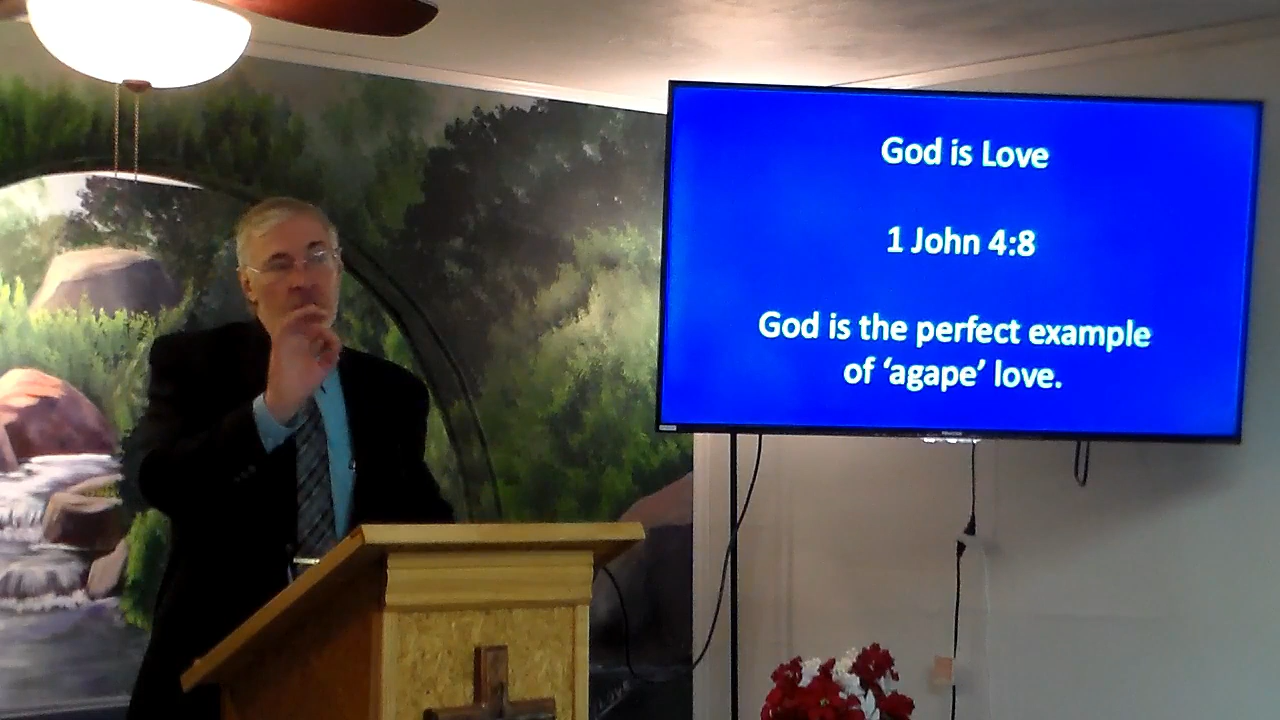 God is Love
1 John 4:8
God is the perfect example
of ‘agape’ love.